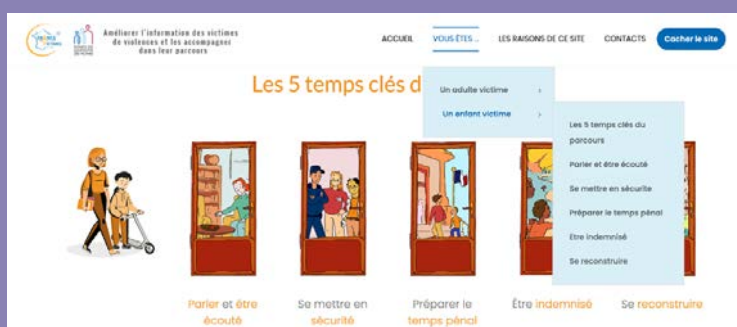 Améliorer l'information des victimes
de violences et les accompagner
dans leur parcours
ACCUEIL
VOUS ÊTES ...
LES RAISONS DE CE SITE
CONTACTS
Cacher le site
Les 5 temps clés d
Un adulte victime >
Un enfant victime >
Les 5 temps clés du
parcours
Parler et être écouté
Se mettre en sécurité
Préparer le temps pénal
Etre indemnisé
Se reconstruire
Parler et être
écouté
Se mettre en
sécurité
Préparer le
temps pénal
Être indemnisé
Se reconstruire